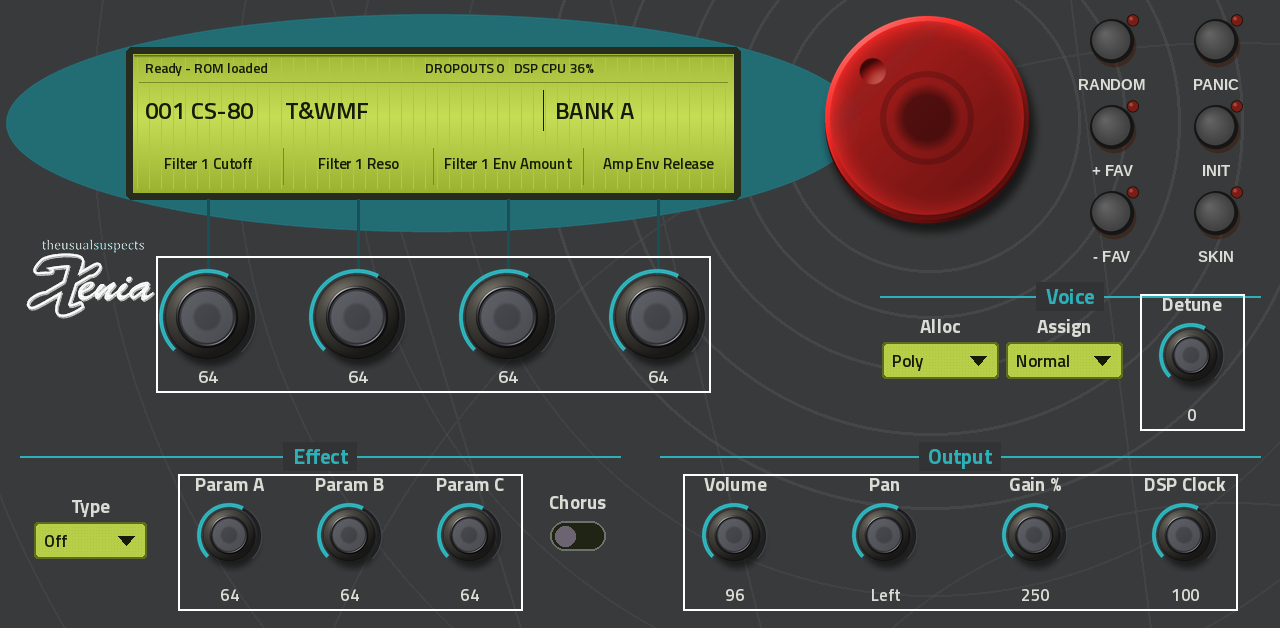 Ready - ROM loaded
DROPOUTS 0 DSP CPU 36%
001 CS-80 T&WMF BANK A
Filter 1 Cutoff Filter 1 Reso Filter 1 Env Amount Amp Env Release
RANDOM PANIC
+ FAV INIT
- FAV SKIN
theusualsuspects
Xenia
64 64 64 64
Voice
Alloc Assign Detune
Poly Normal
0
Effect
Type Param A Param B Param C Chorus
Off
64 64 64
Output
Volume Pan Gain % DSP Clock
96 Left 250 100